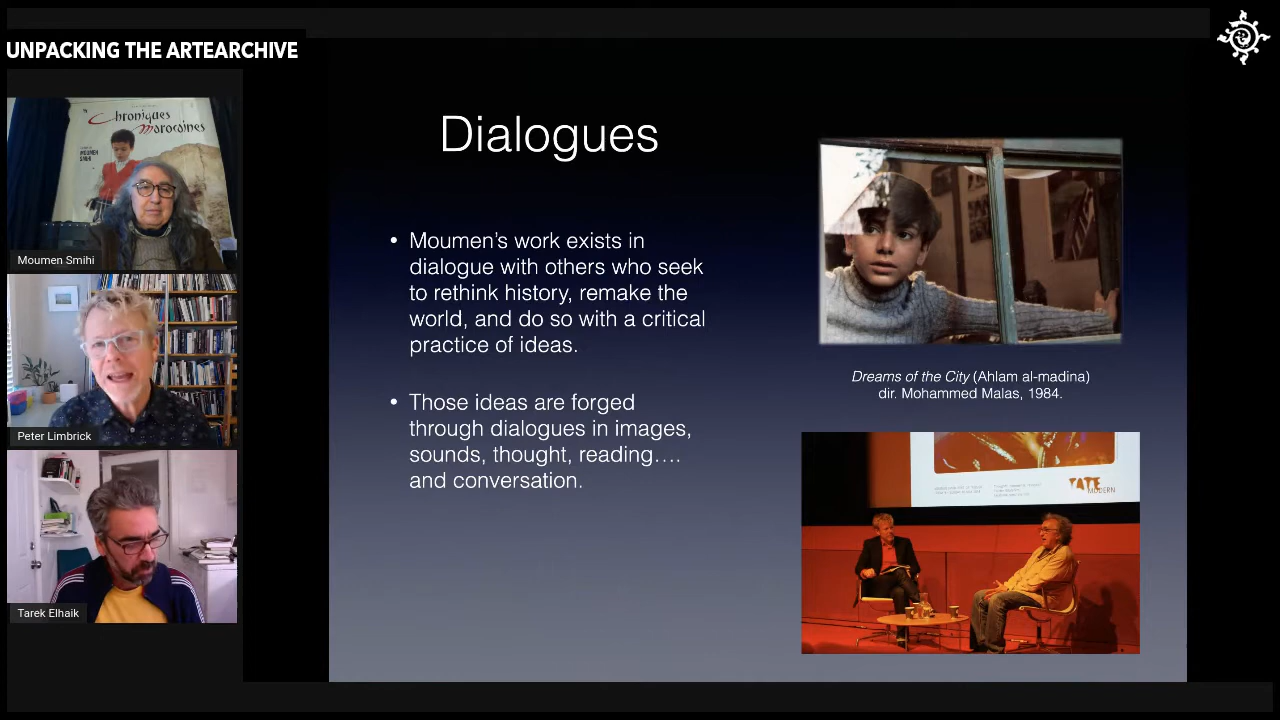 UNPACKING THE ARTEARCHIVE
Chroniques
Marocaines
MOUMEN
SMIHI
Moumen Smihi
Peter Limbrick
Tarek Elhaik
Dialogues
• Moumen’s work exists in
dialogue with others who seek
to rethink history, remake the
world, and do so with a critical
practice of ideas.
• Those ideas are forged
through dialogues in images,
sounds, thought, reading….
and conversation.
Dreams of the City (Ahlam al-madina)
dir. Mohammed Malas, 1984.
TATE
MODERN